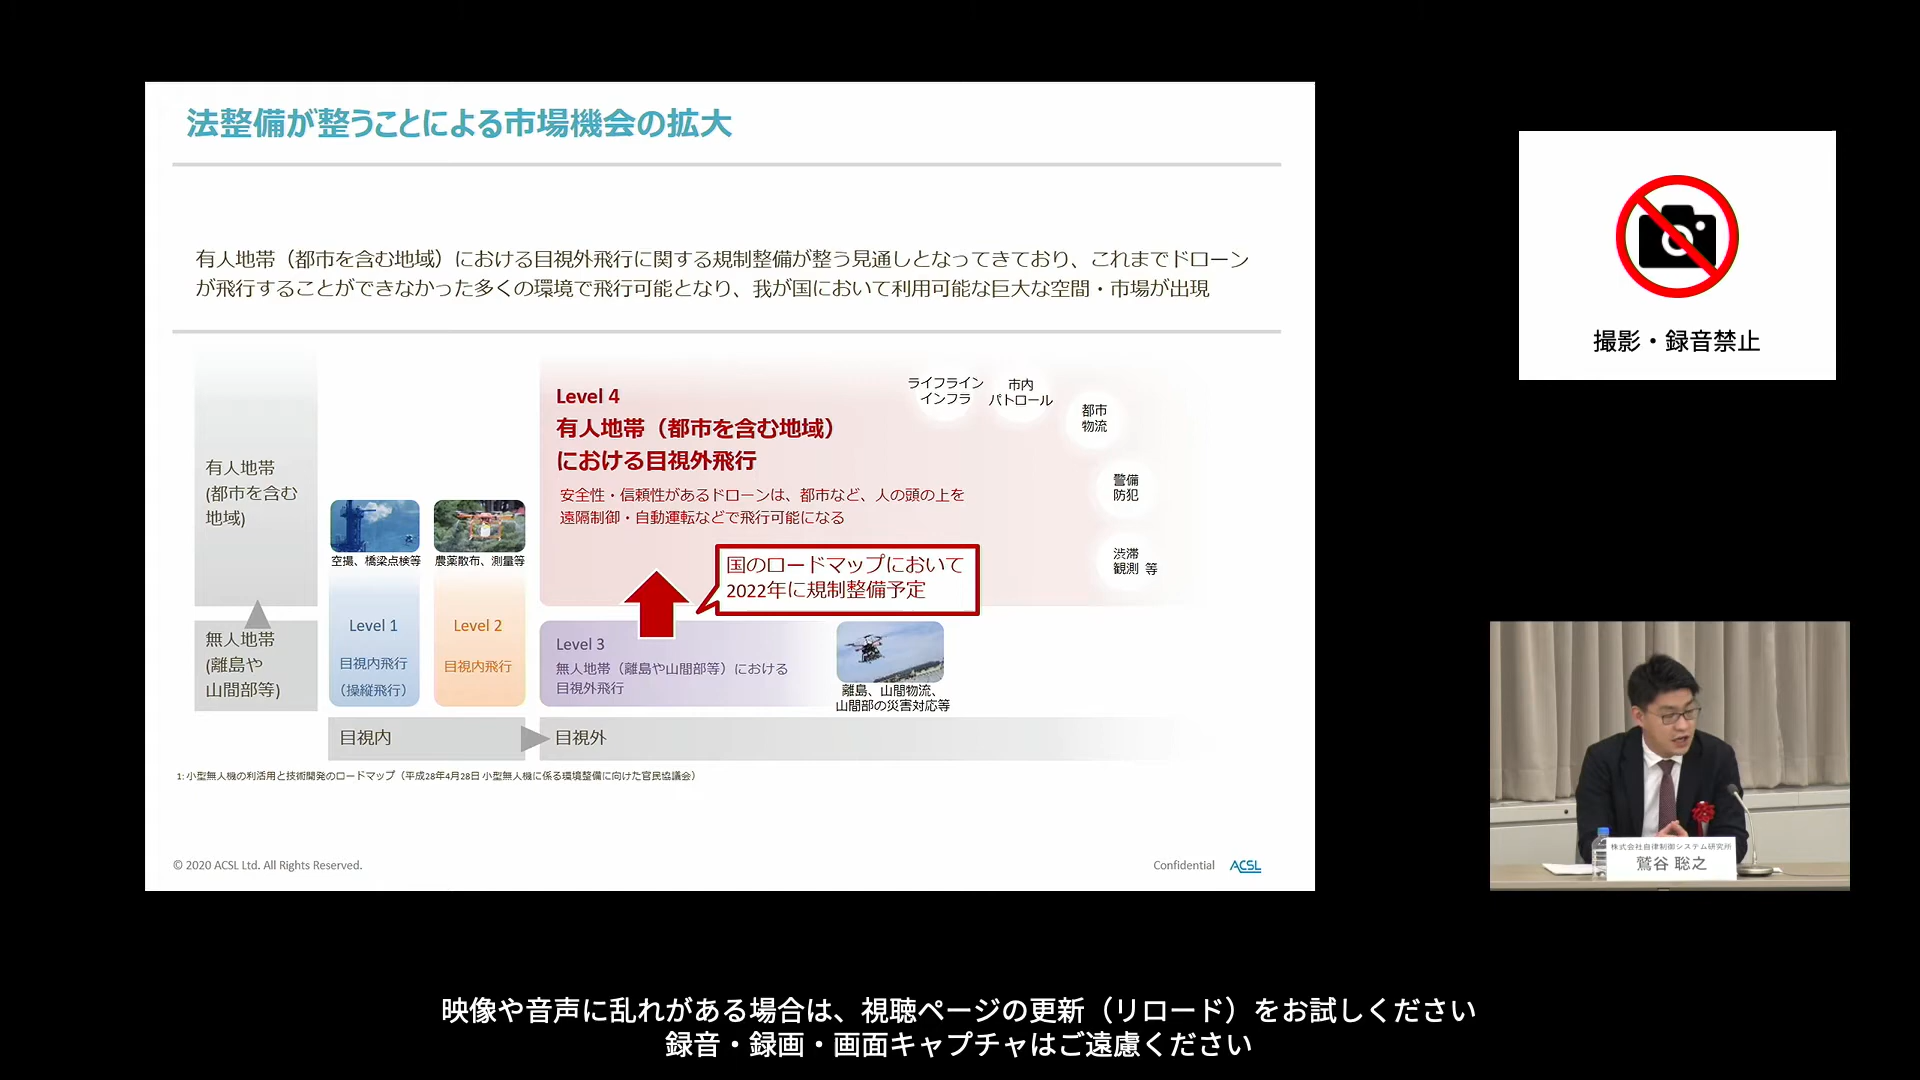 法整備が整うことによる市場機会の拡大
有人地帯（都市を含む地域）における目視外飛行に関する規制整備が整う見通しとなってきており、これまでドローン
が飛行することができなかった多くの環境で飛行可能となり、我が国において利用可能な巨大な空間・市場が出現
有人地帯
(都市を含む
地域)
無人地帯
(離島や
山間部等)
空撮、橋梁点検等
Level 1
目視内飛行
（操縦飛行）
農薬散布、測量等
Level 2
目視内飛行
Level 4
有人地帯（都市を含む地域）
における目視外飛行
安全性・信頼性があるドローンは、都市など、人の頭の上を
遠隔制御・自動運転などで飛行可能になる
ライフライン
インフラ
市内
パトロール
都市
物流
警備
防犯
渋滞
観測 等
国のロードマップにおいて
2022年に規制整備予定
Level 3
無人地帯（離島や山間部等）における
目視外飛行
離島、山間物流、
山間部の災害対応等
目視内
目視外
1: 小型無人機の利活用と技術開発のロードマップ（平成28年4月28日 小型無人機に係る環境整備に向けた官民協議会）
© 2020 ACSL Ltd. All Rights Reserved.
Confidential
ACSL
撮影・録音禁止
株式会社自律制御システム研究所
鷲谷 聡之
映像や音声に乱れがある場合は、視聴ページの更新（リロード）をお試しください
録音・録画・画面キャプチャはご遠慮ください